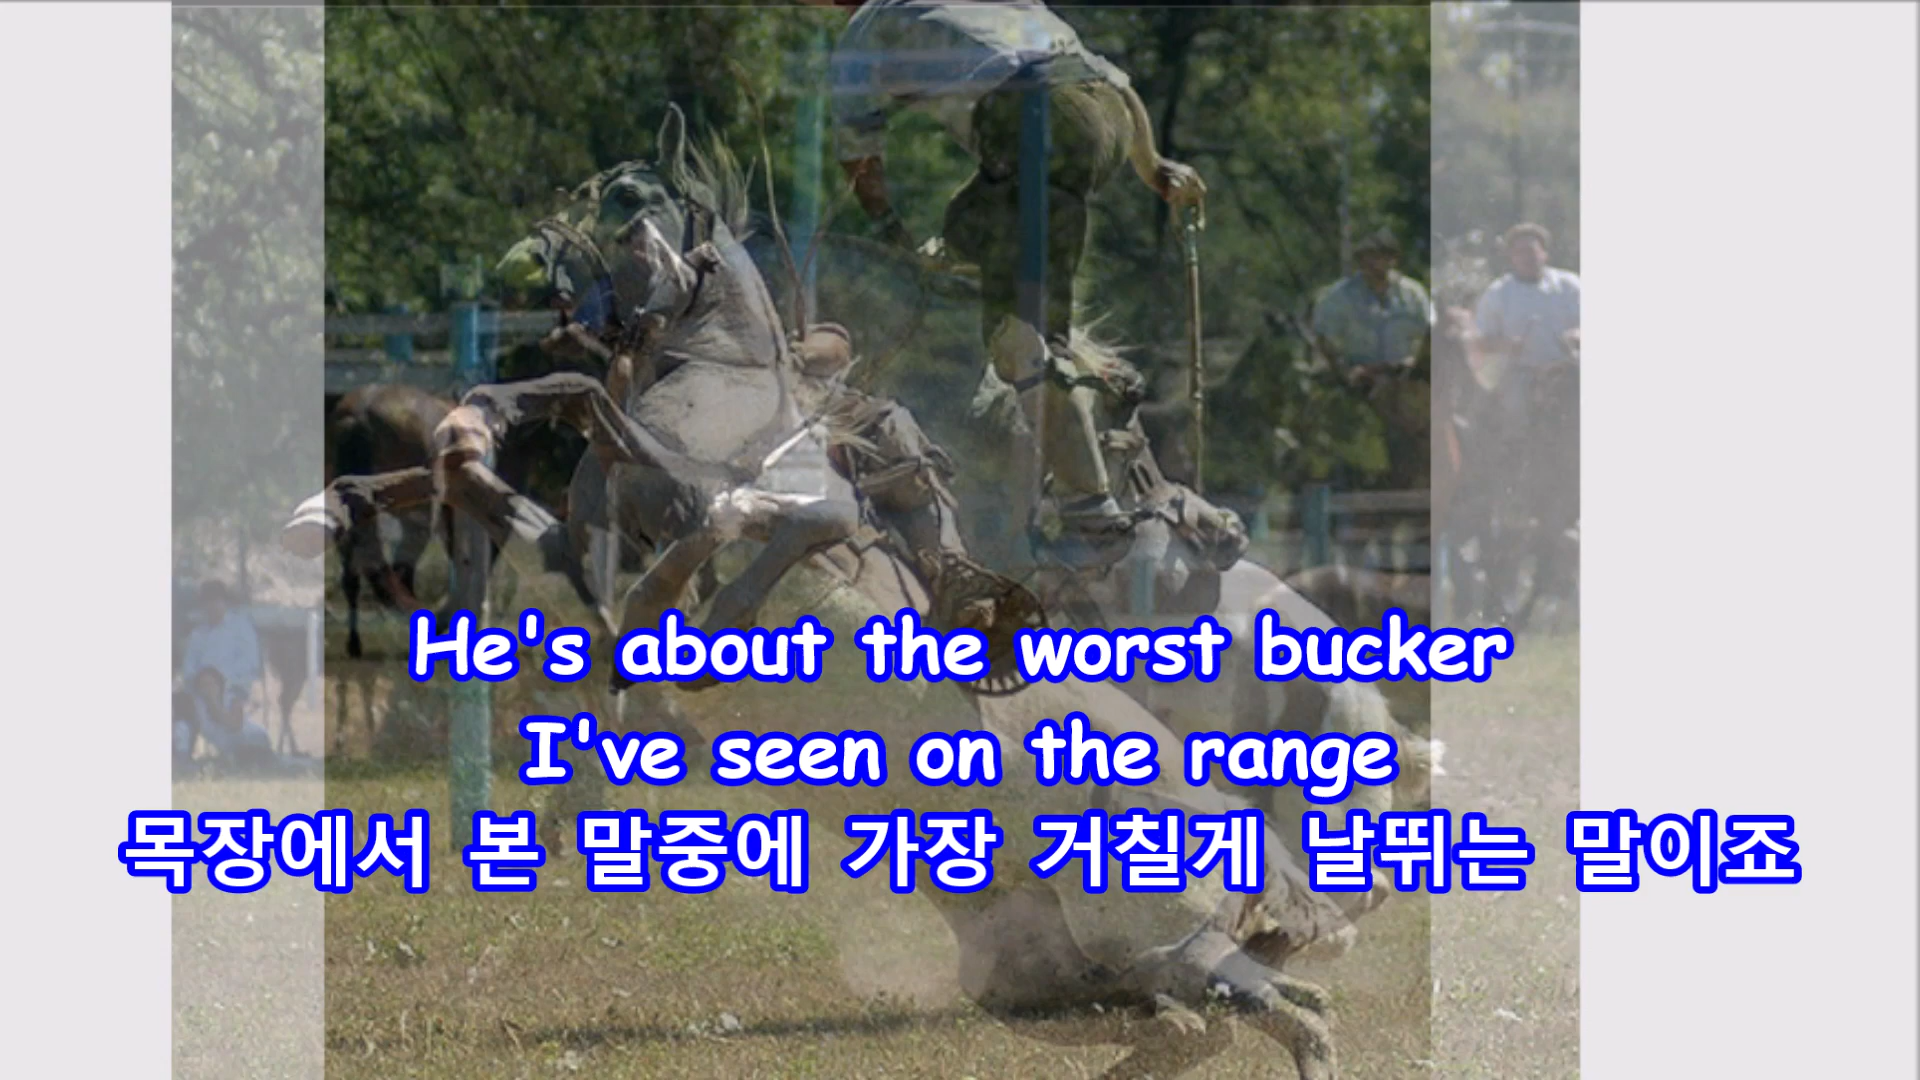 He's about the worst bucker
I've seen on the range
목장에서 본 말중에 가장 거칠게 날뛰는 말이죠